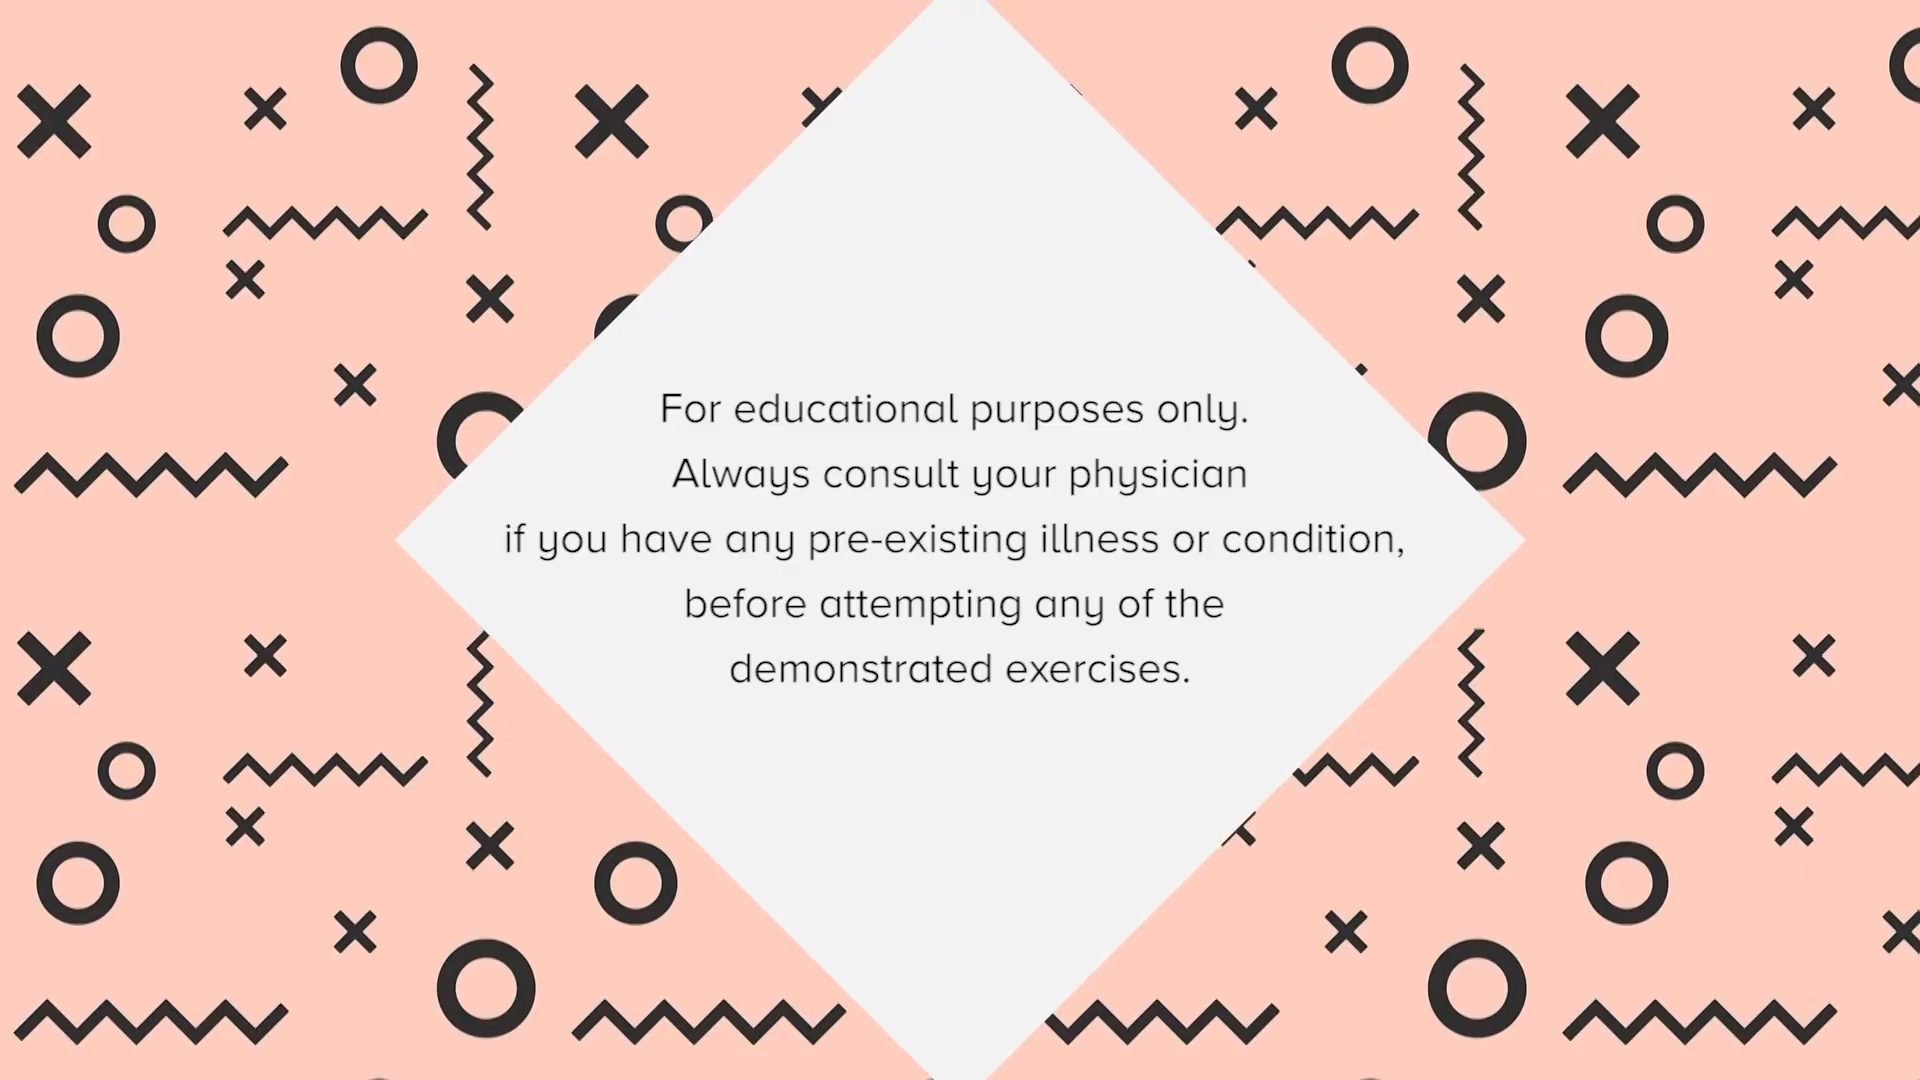 For educational purposes only.
Always consult your physician
if you have any pre-existing illness or condition,
before attempting any of the
demonstrated exercises.